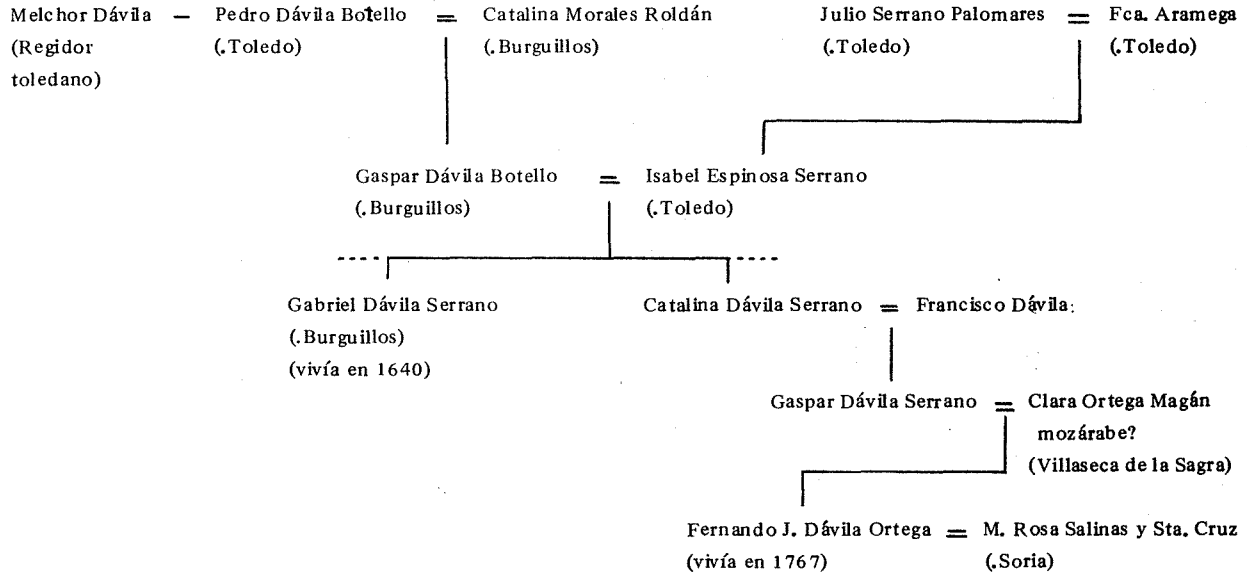 Melchor Dávila — Pedro Dávila Botello = Catalina Morales Roldán Julio Serrano Palomares = Fca. Aramega
(Regidor (.Toledo) (.Burguillos) (.Toledo) (.Toledo)
toledano)
Gaspar Dávila Botello = Isabel Espinosa Serrano
(.Burguillos) (.Toledo)
Gabriel Dávila Serrano Catalina Dávila Serrano = Francisco Dávila:
(.Burguillos)
(vivía en 1640)
Gaspar Dávila Serrano = Clara Ortega Magán
mozárabe?
(Villaseca de la Sagra)
Fernando J. Dávila Ortega = M. Rosa Salinas y Sta. Cruz
(vivía en 1767) (.Soria)